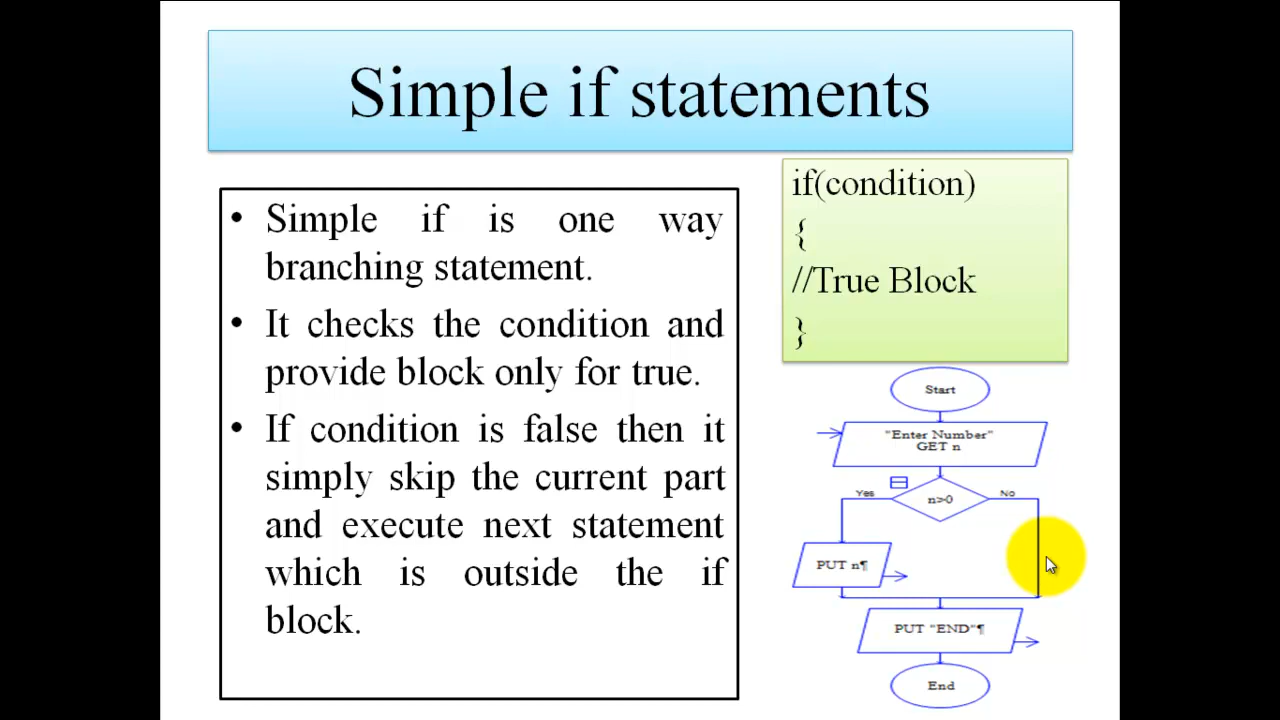 Simple if statements
• Simple if is one way
branching statement.
• It checks the condition and
provide block only for true.
• If condition is false then it
simply skip the current part
and execute next statement
which is outside the if
block.
if(condition)
{
//True Block
}
Start
"Enter Number"
GET n
Yes
n>0
No
PUT n¶
PUT "END"¶
End